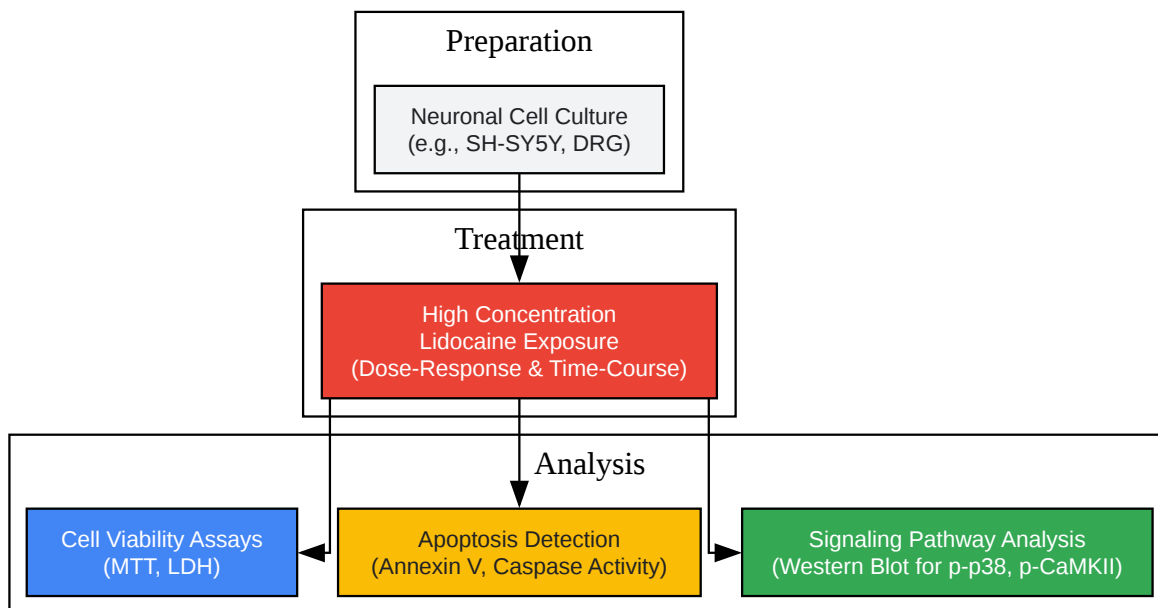 Preparation
Neuronal Cell Culture
(e.g., SH-SY5Y, DRG)
Treatment
High Concentration
Lidocaine Exposure
(Dose-Response & Time-Course)
Analysis
Cell Viability Assays
(MTT, LDH)
Apoptosis Detection
(Annexin V, Caspase Activity)
Signaling Pathway Analysis
(Western Blot for p-p38, p-CaMKII)